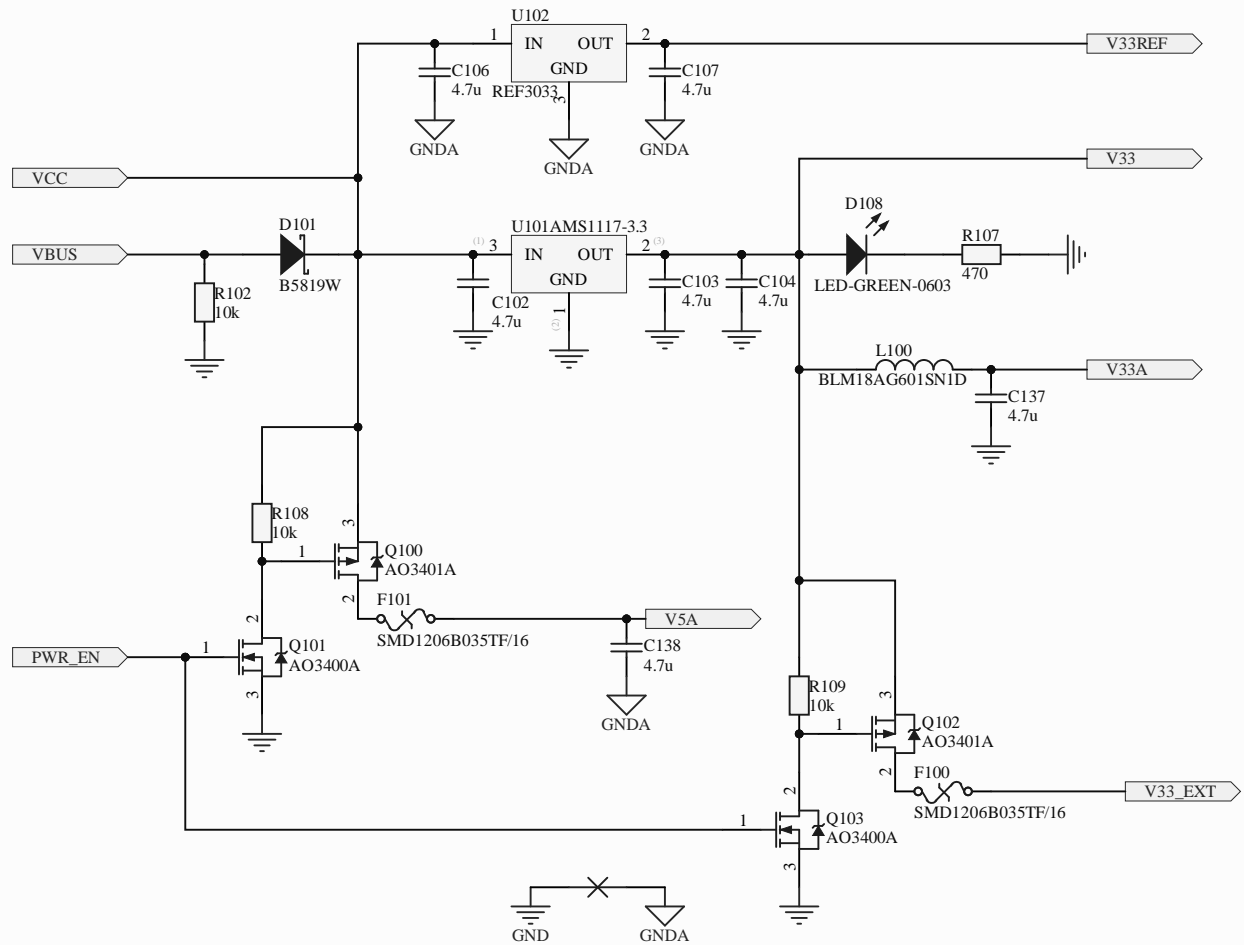 U102
1
IN
OUT
2
V33REF
GND
C106
4.7u
REF3033
3
C107
4.7u
GNDA
GNDA
GNDA
V33
VCC
D108
D101
U101AMS1117-3.3
R107
VBUS
(1)
3
IN
OUT
2
(3)
GND
470
B5819W
LED-GREEN-0603
R102
10k
C102
4.7u
(2)
1
C103
4.7u
C104
4.7u
L100
BLM18AG601SN1D
V33A
C137
4.7u
R108
10k
3
1
Q100
AO3401A
2
F101
SMD1206B035TF/16
V5A
2
PWR_EN
1
Q101
AO3400A
3
C138
4.7u
GNDA
R109
10k
3
1
Q102
AO3401A
2
F100
SMD1206B035TF/16
V33_EXT
2
1
Q103
AO3400A
3
GND
GNDA